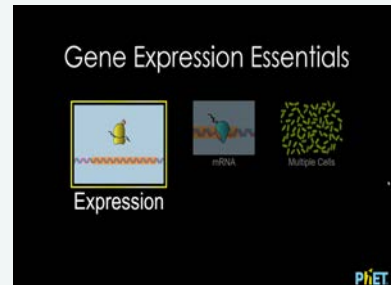 Gene Expression Essentials
mRNA
Multiple Cells
Expression
PhET